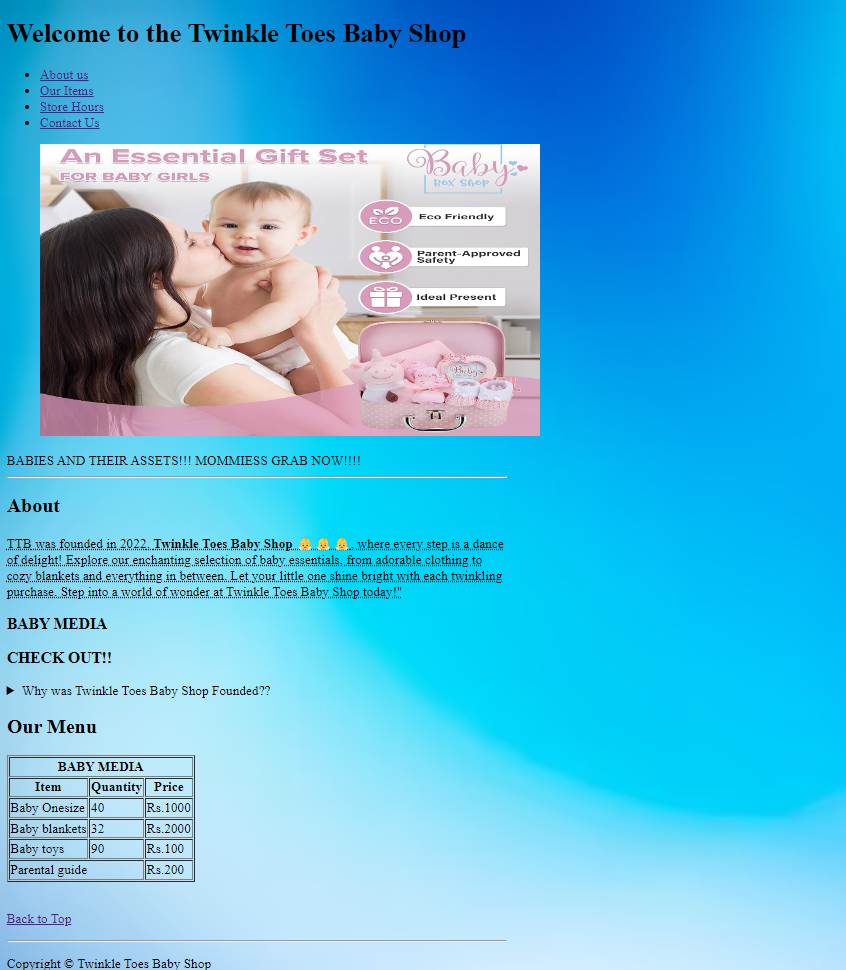 Welcome to the Twinkle Toes Baby Shop
About us
Our Items
Store Hours
Contact Us
An Essential Gift Set
FOR BABY GIRLS
Baby
BOX SHOP
ECO
Eco Friendly
Parent-Approved
Safety
Ideal Present
Baby
BABIES AND THEIR ASSETS!!! MOMMIESS GRAB NOW!!!!
About
TTB was founded in 2022. Twinkle Toes Baby Shop 👶 👶 👶 , where every step is a dance
of delight! Explore our enchanting selection of baby essentials, from adorable clothing to
cozy blankets and everything in between. Let your little one shine bright with each twinkling
purchase. Step into a world of wonder at Twinkle Toes Baby Shop today!"
BABY MEDIA
CHECK OUT!!
Why was Twinkle Toes Baby Shop Founded??
Our Menu
BABY MEDIA
Item Quantity Price
Baby Onesize 40 Rs.1000
Baby blankets 32 Rs.2000
Baby toys 90 Rs.100
Parental guide Rs.200
Back to Top
Copyright © Twinkle Toes Baby Shop